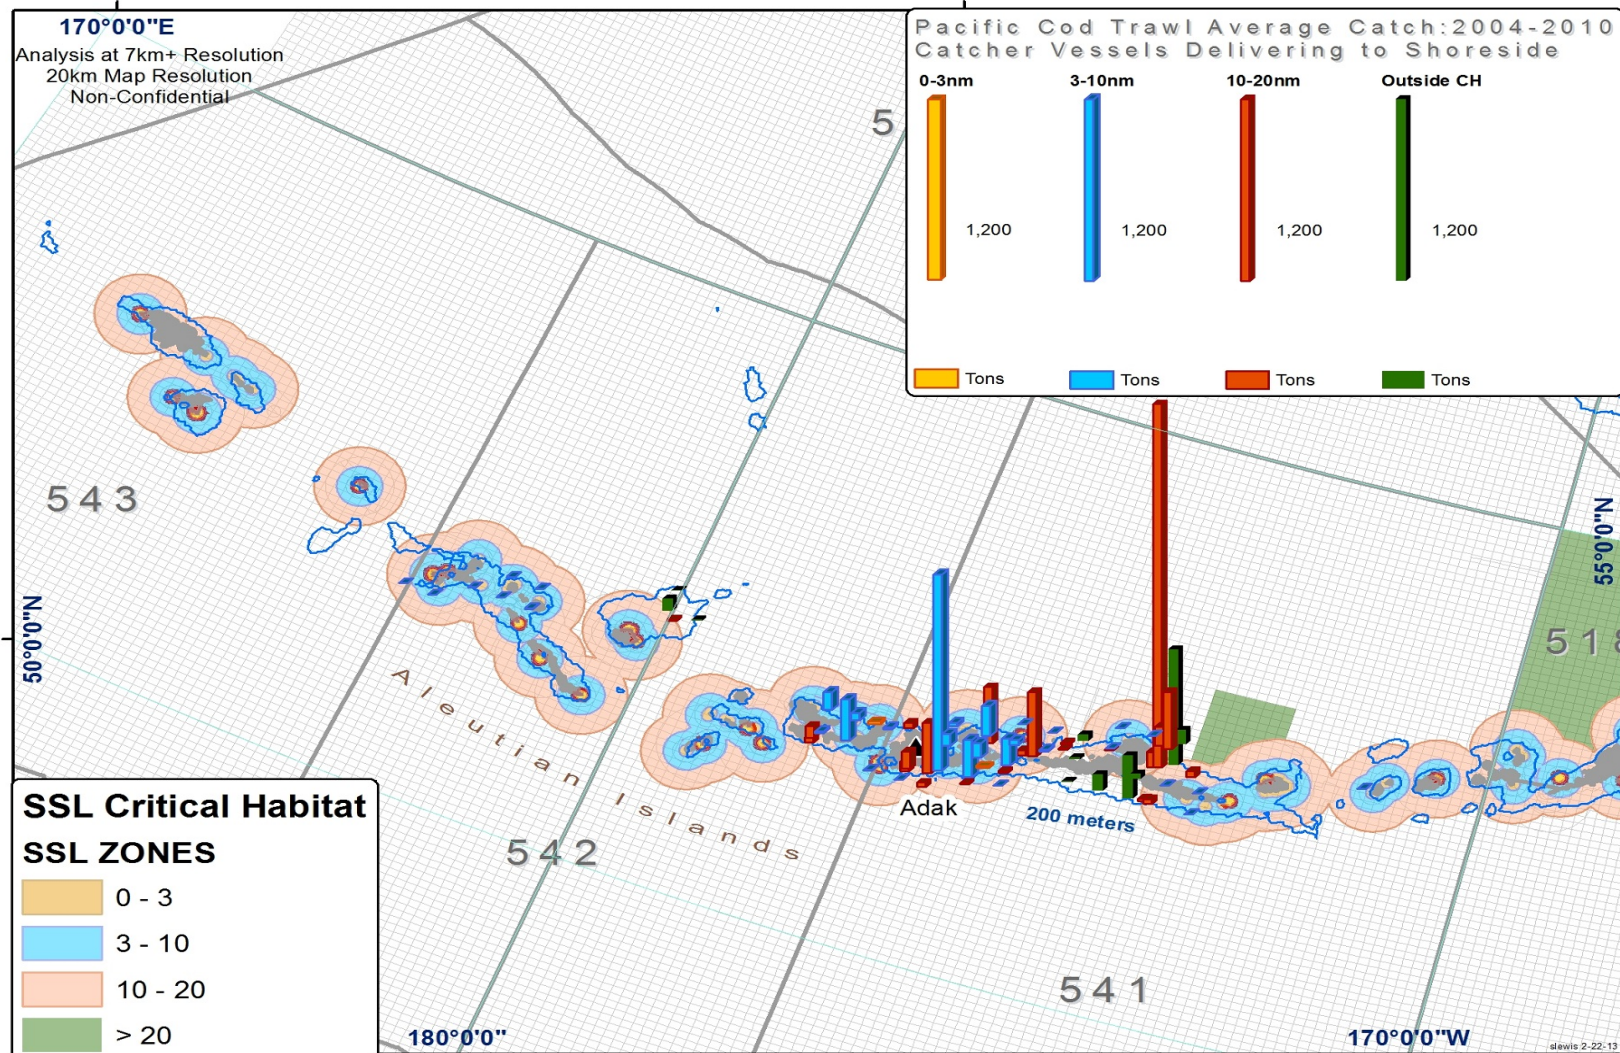 170°0'0"E
Analysis at 7km+ Resolution
20km Map Resolution
Non-Confidential
Pacific Cod Trawl Average Catch:2004-2010
Catcher Vessels Delivering to Shoreside
0-3nm 3-10nm 10-20nm Outside CH
1,200 1,200 1,200 1,200
Tons Tons Tons Tons
5
543
50°0'0"N
55°0'0"N
518
Aleutian Islands
Adak
200 meters
542
541
SSL Critical Habitat
SSL ZONES
0 - 3
3 - 10
10 - 20
> 20
180°0'0"
170°0'0"W
slewis 2-22-13